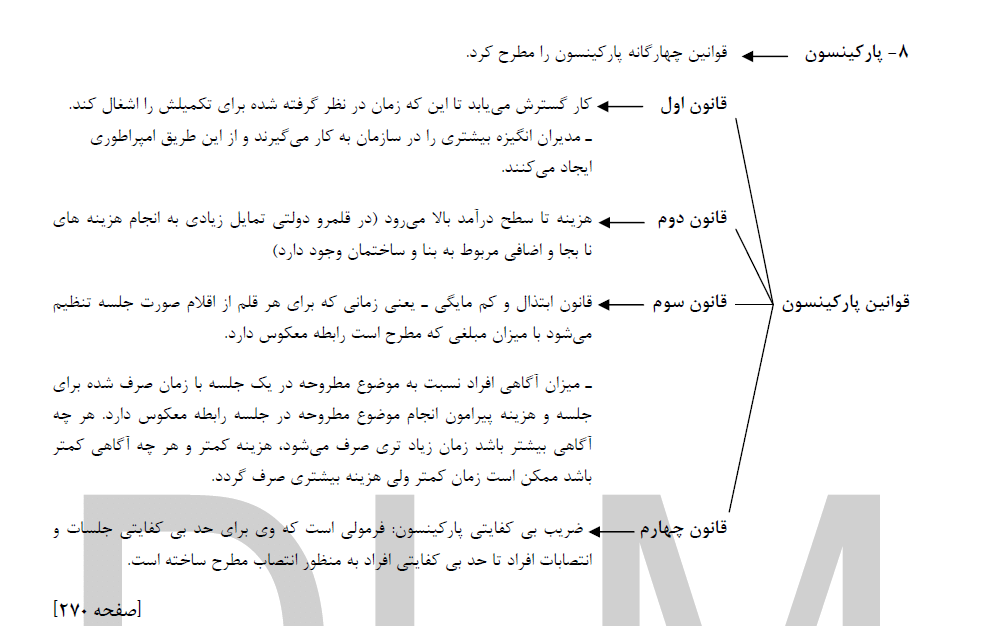 ۸- پارکینسون قوانین چهارگانه پارکینسون را مطرح کرد.
قوانین پارکینسون
قانون اول کار گسترش می‌یابد تا این که زمان در نظر گرفته شده برای تکمیلش را اشغال کند.
ـ مدیران انگیزه بیشتری را در سازمان به کار می‌گیرند و از این طریق امپراطوری
ایجاد می‌کنند.
قانون دوم هزینه تا سطح درآمد بالا می‌رود (در قلمرو دولتی تمایل زیادی به انجام هزینه های
نا بجا و اضافی مربوط به بنا و ساختمان وجود دارد)
قانون سوم قانون ابتذال و کم مایگی ـ یعنی زمانی که برای هر قلم از اقلام صورت جلسه تنظیم
می‌شود با میزان مبلغی که مطرح است رابطه معکوس دارد.
ـ میزان آگاهی افراد نسبت به موضوع مطروحه در یک جلسه با زمان صرف شده برای
جلسه و هزینه پیرامون انجام موضوع مطروحه در جلسه رابطه معکوس دارد. هر چه
آگاهی بیشتر باشد زمان زیاد تری صرف می‌شود، هزینه کمتر و هر چه آگاهی کمتر
باشد ممکن است زمان کمتر ولی هزینه بیشتری صرف گردد.
قانون چهارم ضریب بی کفایتی پارکینسون: فرمولی است که وی برای حد بی کفایتی جلسات و
انتصابات افراد تا حد بی کفایتی افراد به منظور انتصاب مطرح ساخته است.
[صفحه ۲۷۰]
DLM